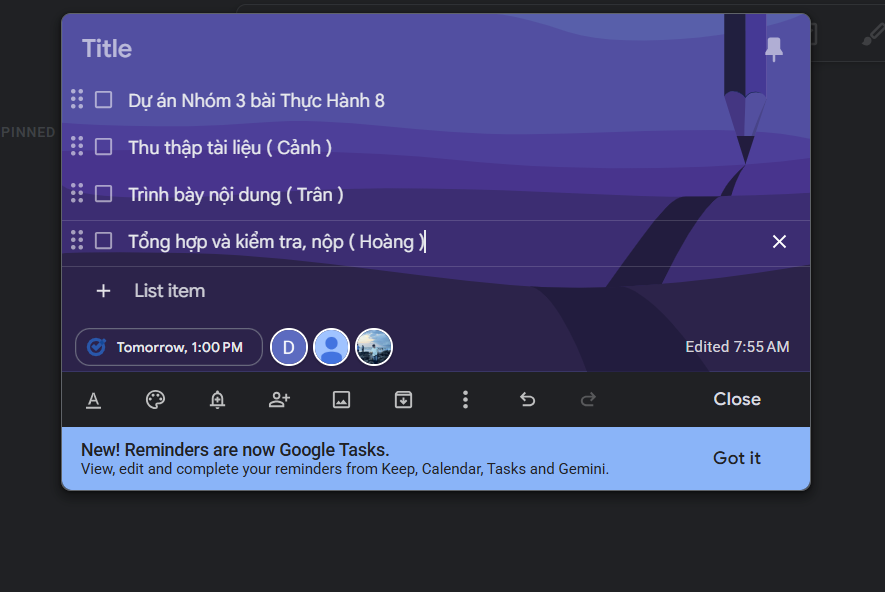 Title
PINNED
Dự án Nhóm 3 bài Thực Hành 8
Thu thập tài liệu ( Cảnh )
Trình bày nội dung ( Trân )
Tổng hợp và kiểm tra, nộp ( Hoàng )
+ List item
Tomorrow, 1:00 PM
D
Edited 7:55 AM
A
Close
New! Reminders are now Google Tasks.
View, edit and complete your reminders from Keep, Calendar, Tasks and Gemini.
Got it